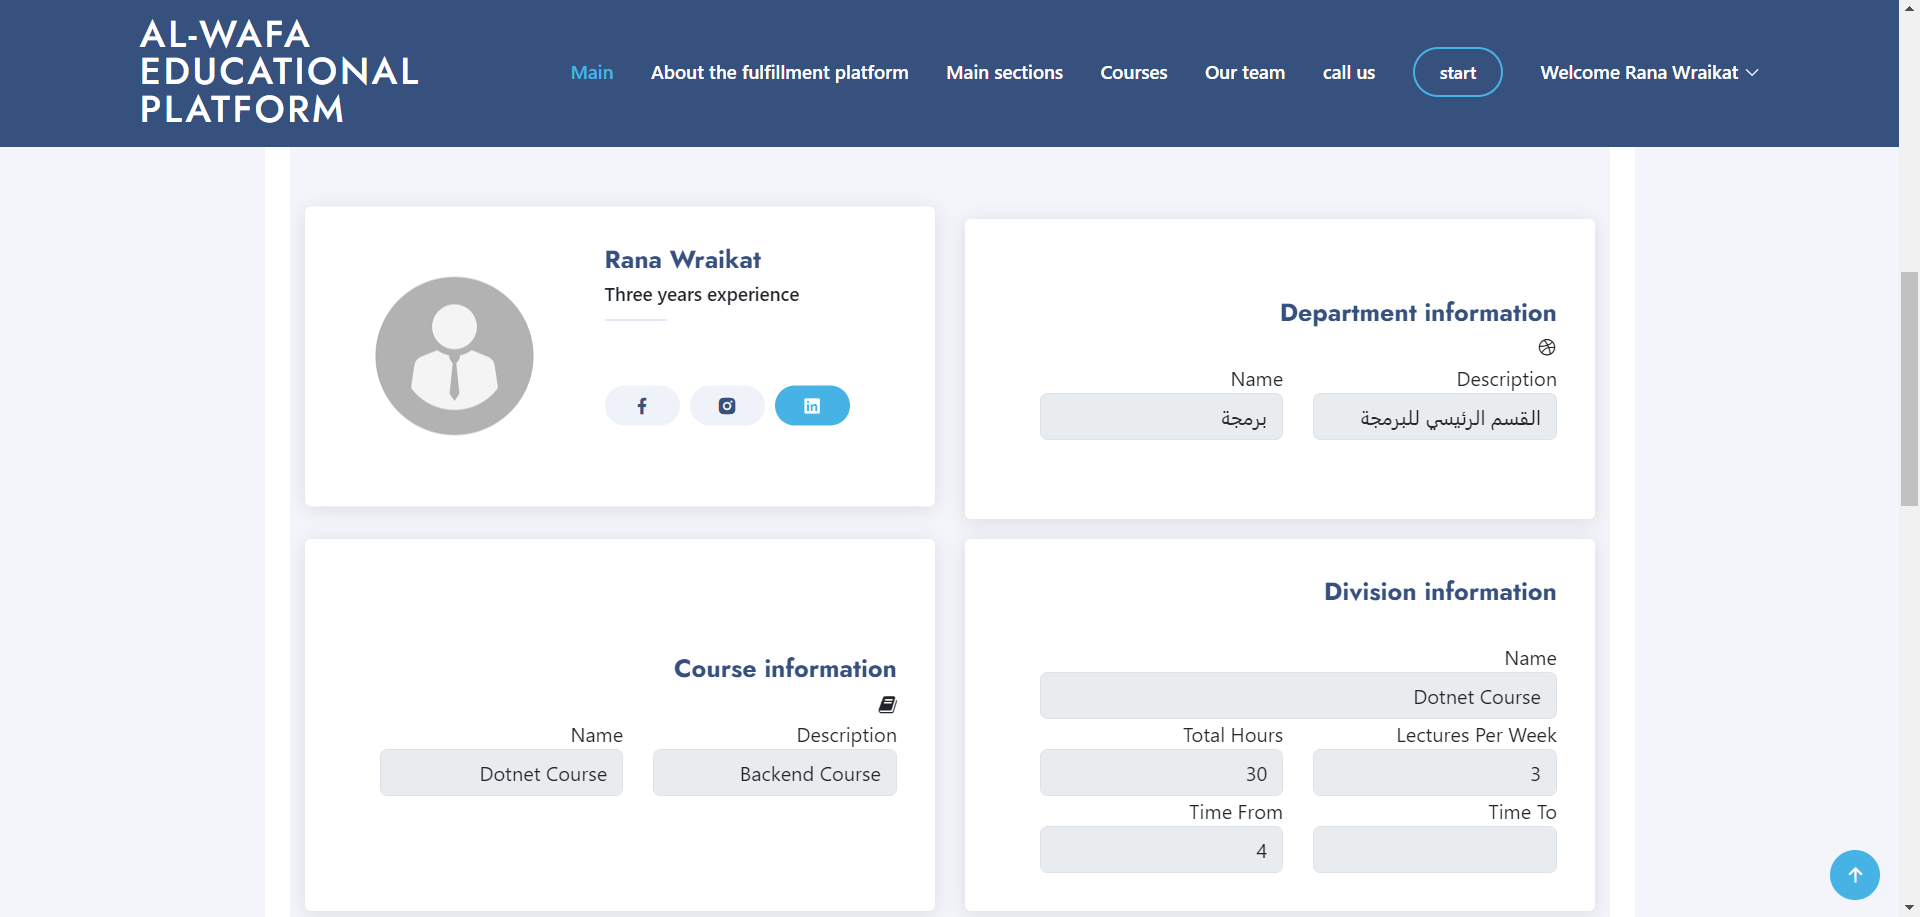 AL-WAFA
EDUCATIONAL
PLATFORM
Main About the fulfillment platform Main sections Courses Our team call us start Welcome Rana Wraikat
Rana Wraikat
Three years experience
Department information
Name Description
برمجة القسم الرئيسي للبرمجة
Course information
Name Description
Dotnet Course Backend Course
Division information
Name
Dotnet Course
Total Hours Lectures Per Week
30 3
Time From Time To
4